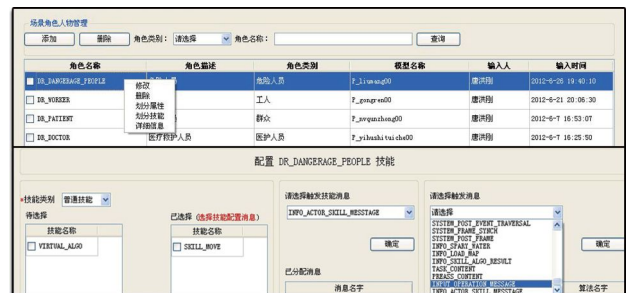 场景角色人物管理
添加 删除 角色类别： 请选择 角色名称： 查询
角色名称 角色描述 角色类别 模型名称 输入人 输入时间
DR_DANGERAGE_PEOPLE 危险人员 P_liuwang00 唐洪刚 2012-6-26 19:40:10
修改
删除
DR_WORKER 工人 P_gongren00 唐洪刚 2012-6-21 20:06:30
划分属性
划分技能
DR_PATIENT 群众 P_nvqunzhong00 唐洪刚 2012-6-7 16:53:07
详细信息
DR_DOCTOR 医疗救护人员 医护人员 P_yihushituiche00 唐洪刚 2012-6-7 16:25:50
配置 DR_DANGERAGE_PEOPLE 技能
*技能类别 普通技能
待选择
技能名称
VIRTUAL_ALGO
已选择 (选择技能配置消息)
技能名称
SKILL_MOVE
请选择触发技能消息
INFO_ACTOR_SKILL_MESSTAGE
确定
已分配消息
消息名字
请选择触发消息
请选择
SYSTEM_POST_EVENT_TRAVERSAL
SYSTEM_FRAME_SYNCH
SYSTEM_POST_FRAME
INFO_SPARY_WATER
INFO_LOAD_MAP
INFO_SKILL_ALGO_RESULT
TASK_CONTENT
PREASS_CONTENT
INPUT_OPERATION_MESSAGE
INFO_ACTOR_SKILL_MESSTAGE
确定
算法名字